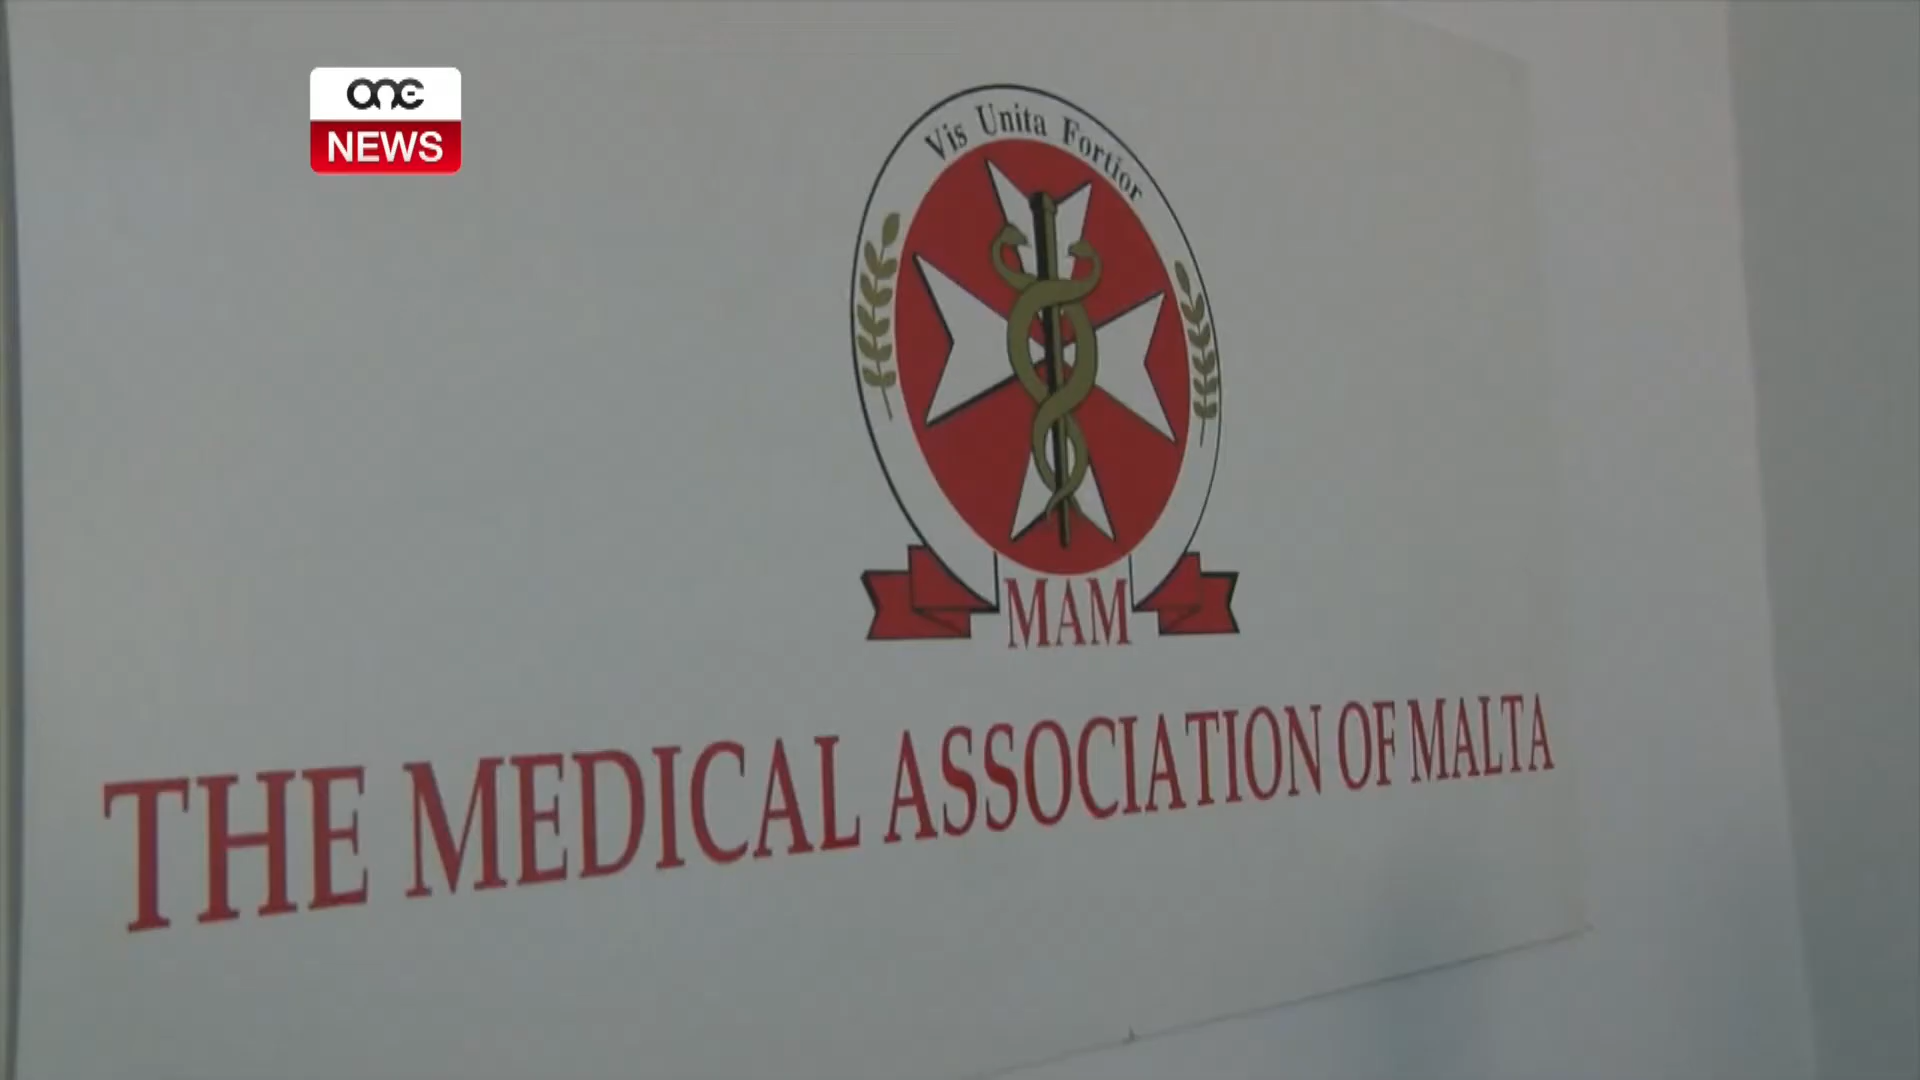 one
NEWS
Vis Unita Fortior
MAM
THE MEDICAL ASSOCIATION OF MALTA